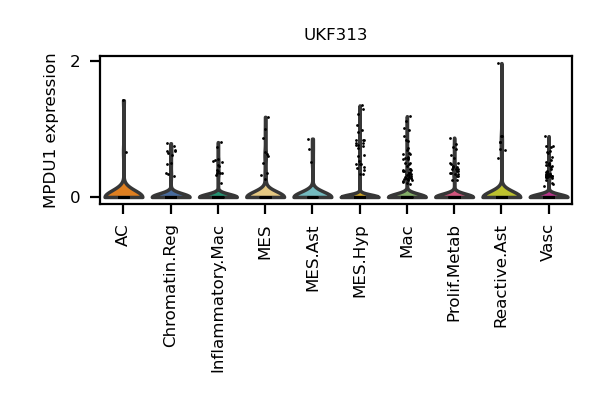 UKF313
MPDU1 expression
2
0
AC
Chromatin.Reg
Inflammatory.Mac
MES
MES.Ast
MES.Hyp
Mac
Prolif.Metab
Reactive.Ast
Vasc